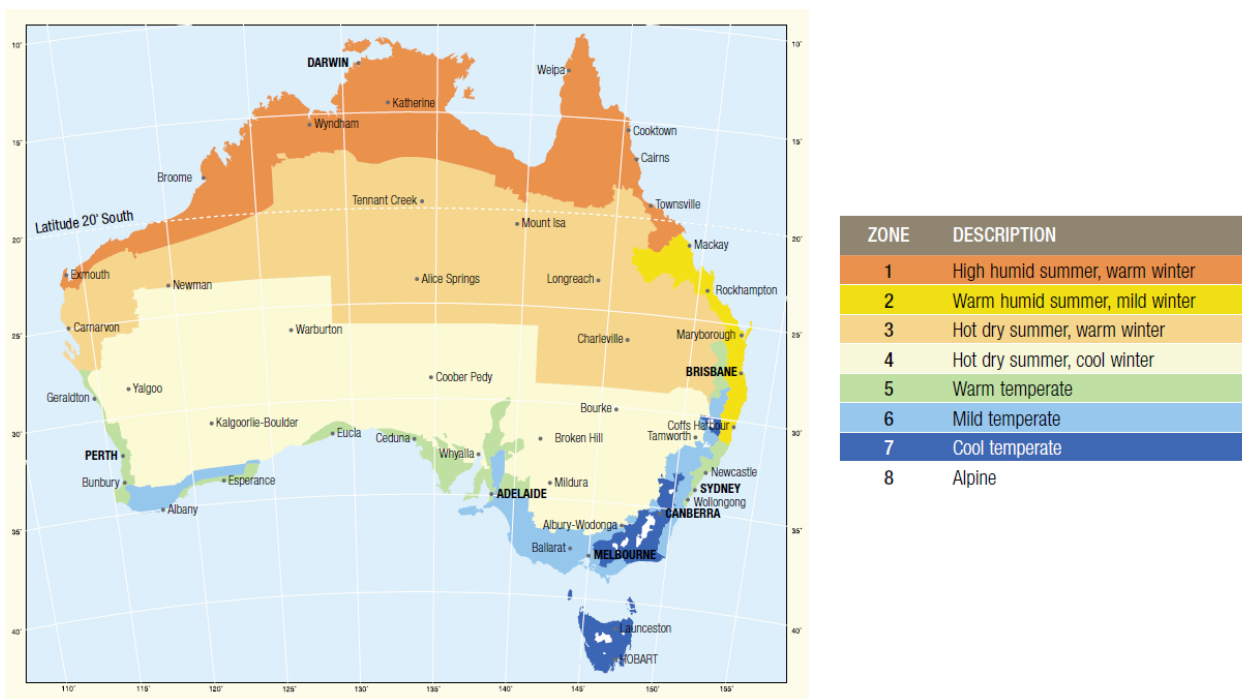 10'
10'
DARWIN
Weipa
Katherine
Wyndham
Cooktown
15'
15'
Cairns
Broome
Tennant Creek
Townsville
Latitude 20' South
Mount Isa
20'
20'
Mackay
Exmouth
Newman
Alice Springs
Longreach
Rockhampton
Carnarvon
Warburton
25'
25'
Charleville
Maryborough
BRISBANE
Coober Pedy
Yalgoo
Geraldton
Bourke
Kalgoorlie-Boulder
Coffs Harbour
30'
30'
Eucla
Ceduna
Broken Hill
Tamworth
PERTH
Whyalla
Bunbury
Esperance
Mildura
Newcastle
ADELAIDE
SYDNEY
Wollongong
Albany
CANBERRA
35'
35'
Albury-Wodonga
Ballarat
MELBOURNE
40'
40'
Launceston
HOBART
110'
115'
120'
125'
130'
135'
140'
145'
150'
155'
ZONE DESCRIPTION
1 High humid summer, warm winter
2 Warm humid summer, mild winter
3 Hot dry summer, warm winter
4 Hot dry summer, cool winter
5 Warm temperate
6 Mild temperate
7 Cool temperate
8 Alpine